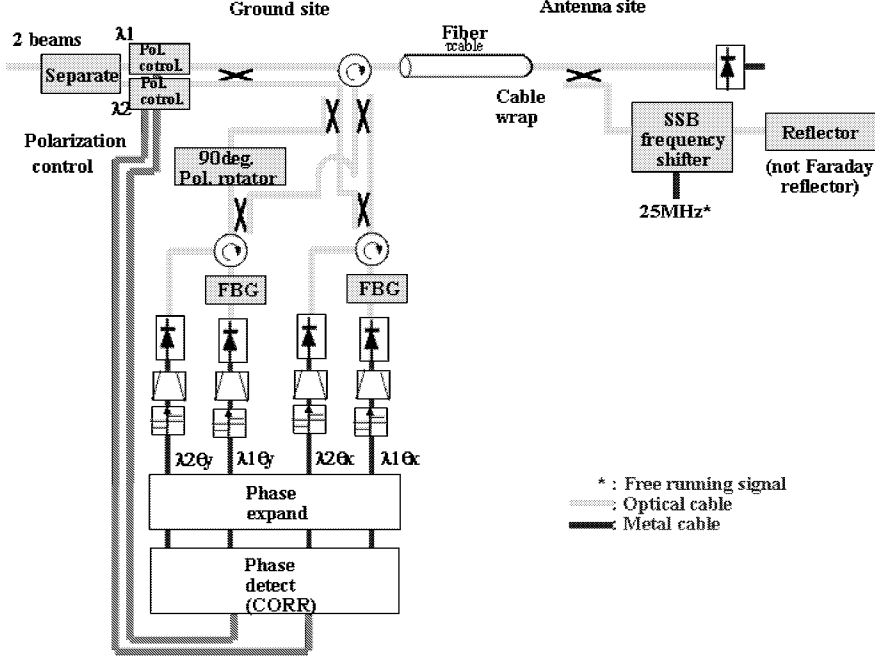 Ground site
Antenna site
2 beams
λ1
Pol.
cotrol.
Separate
Pol.
cotrol.
λ2
Fiber
τcable
Cable
wrap
SSB
frequency
shifter
Reflector
(not Faraday
reflector)
25MHz*
Polarization
control
90deg.
Pol. rotator
FBG
FBG
λ2θy
λ1θy
λ2θx
λ1θx
Phase
expand
Phase
detect
(CORR)
* : Free running signal
: Optical cable
: Metal cable